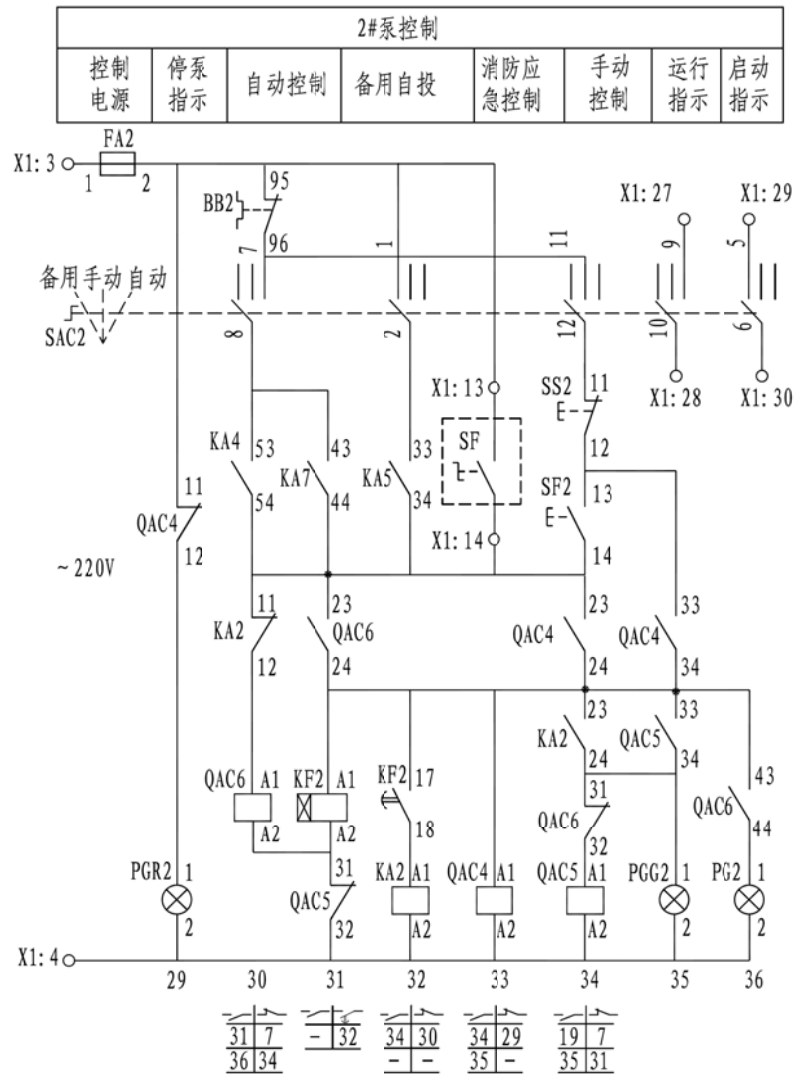 2#泵控制
控制电源
停泵指示
自动控制
备用自投
消防应急控制
手动控制
运行指示
启动指示
FA2
X1:3
1
2
95
BB2
96
7
1
11
X1:27
9
X1:29
5
备用 手动 自动
SAC2
8
2
12
10
6
X1:28
X1:30
X1:13
SS2
11
12
KA4
53
54
KA7
43
44
KA5
33
34
SF
SF2
13
14
X1:14
QAC4
11
12
~220V
KA2
11
12
23
QAC6
24
QAC4
23
24
QAC4
33
34
KA2
23
24
QAC5
33
34
QAC6
A1
A2
KF2
A1
A2
KF2
17
18
QAC6
31
32
QAC6
43
44
PGR2
1
2
QAC5
31
32
KA2
A1
A2
QAC4
A1
A2
QAC5
A1
A2
PGG2
1
2
PG2
1
2
X1:4
29 30 31 32 33 34 35 36
31 7 - 32 34 30 34 29 19 7
36 34 - - 35 - 35 31